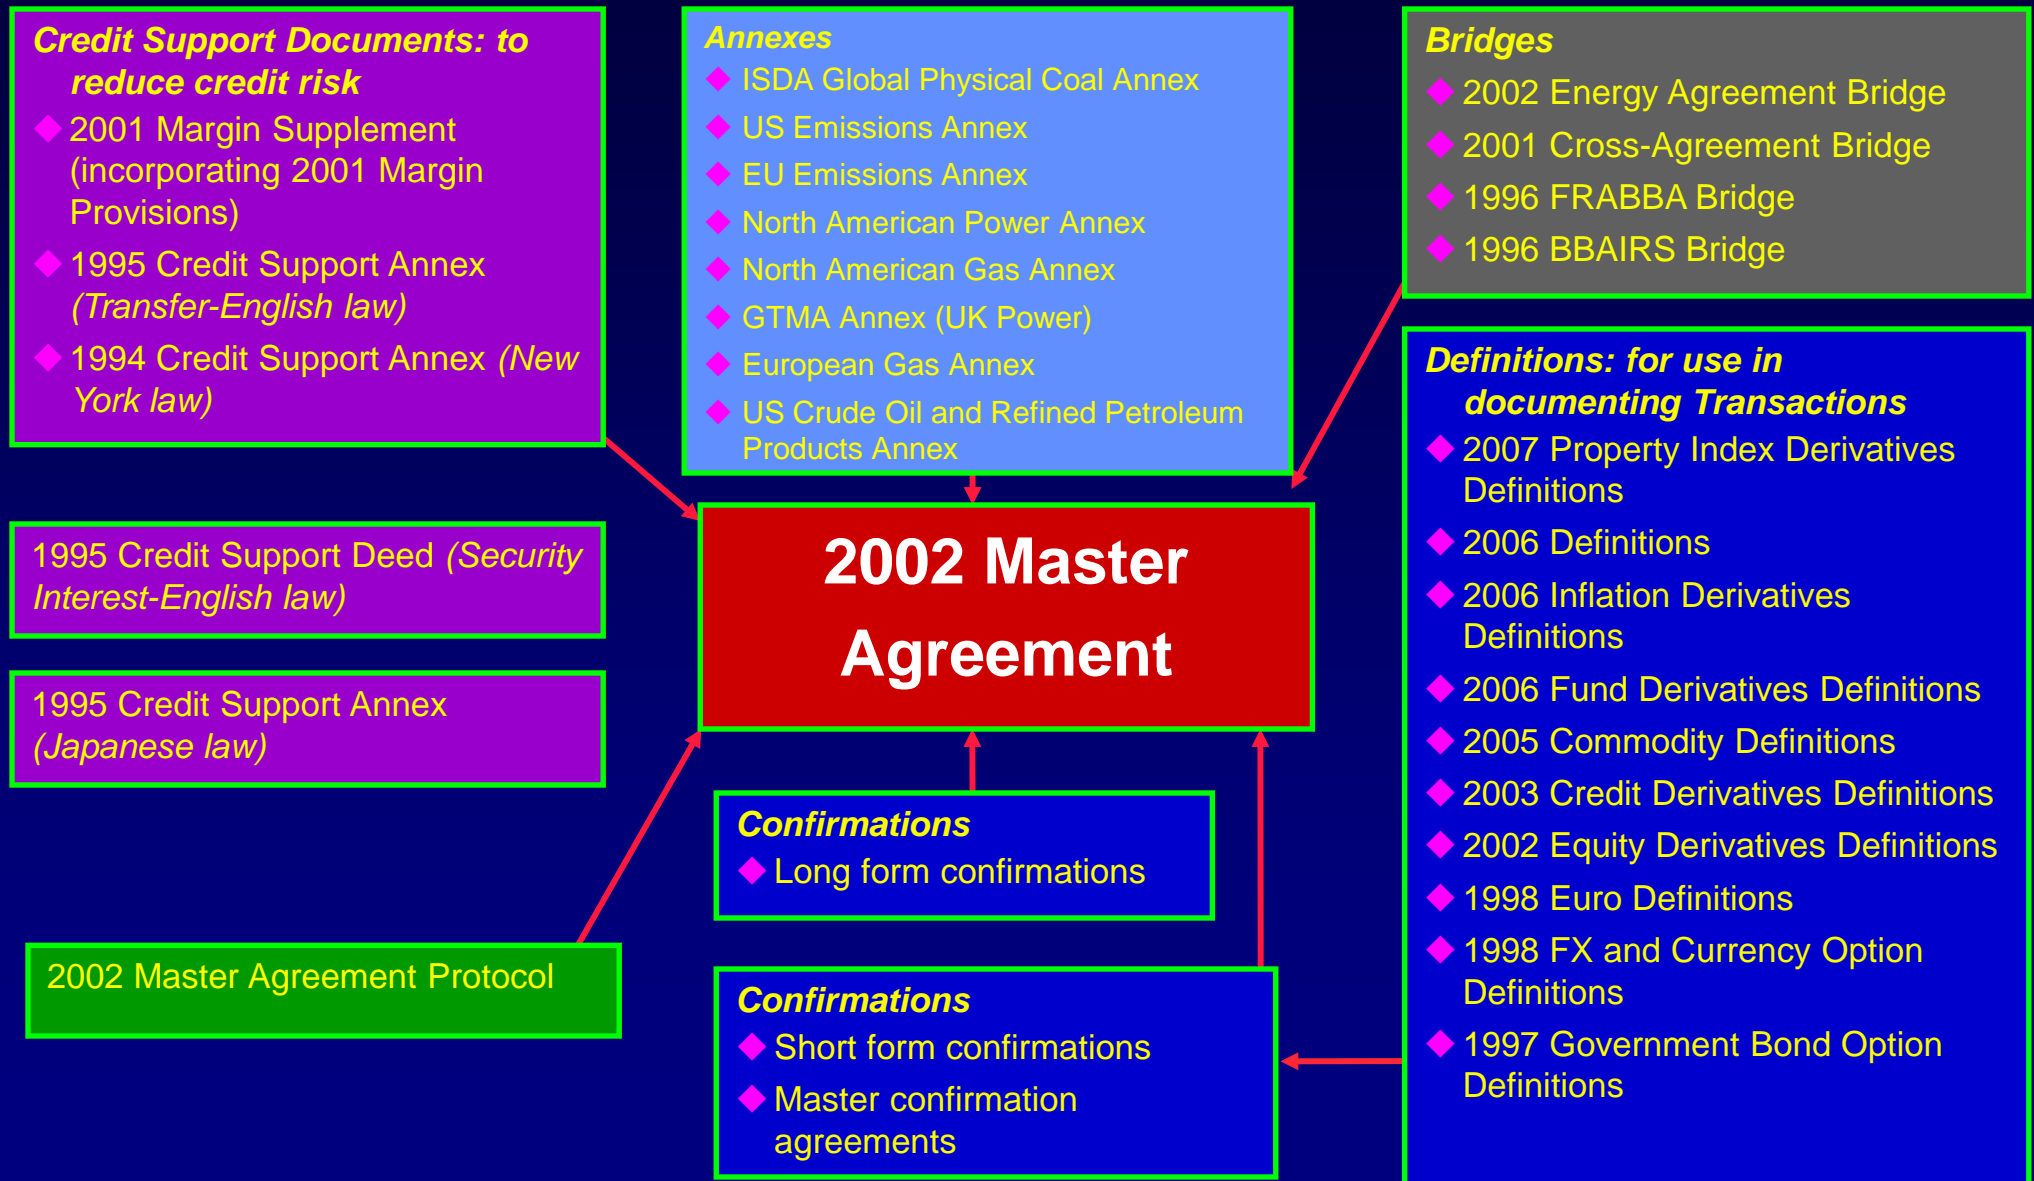 Credit Support Documents: to
reduce credit risk
2001 Margin Supplement
(incorporating 2001 Margin
Provisions)
1995 Credit Support Annex
(Transfer-English law)
1994 Credit Support Annex (New
York law)
1995 Credit Support Deed (Security
Interest-English law)
1995 Credit Support Annex
(Japanese law)
2002 Master Agreement Protocol
Annexes
ISDA Global Physical Coal Annex
US Emissions Annex
EU Emissions Annex
North American Power Annex
North American Gas Annex
GTMA Annex (UK Power)
European Gas Annex
US Crude Oil and Refined Petroleum
Products Annex
2002 Master
Agreement
Confirmations
Long form confirmations
Confirmations
Short form confirmations
Master confirmation
agreements
Bridges
2002 Energy Agreement Bridge
2001 Cross-Agreement Bridge
1996 FRABBA Bridge
1996 BBAIRS Bridge
Definitions: for use in
documenting Transactions
2007 Property Index Derivatives
Definitions
2006 Definitions
2006 Inflation Derivatives
Definitions
2006 Fund Derivatives Definitions
2005 Commodity Definitions
2003 Credit Derivatives Definitions
2002 Equity Derivatives Definitions
1998 Euro Definitions
1998 FX and Currency Option
Definitions
1997 Government Bond Option
Definitions